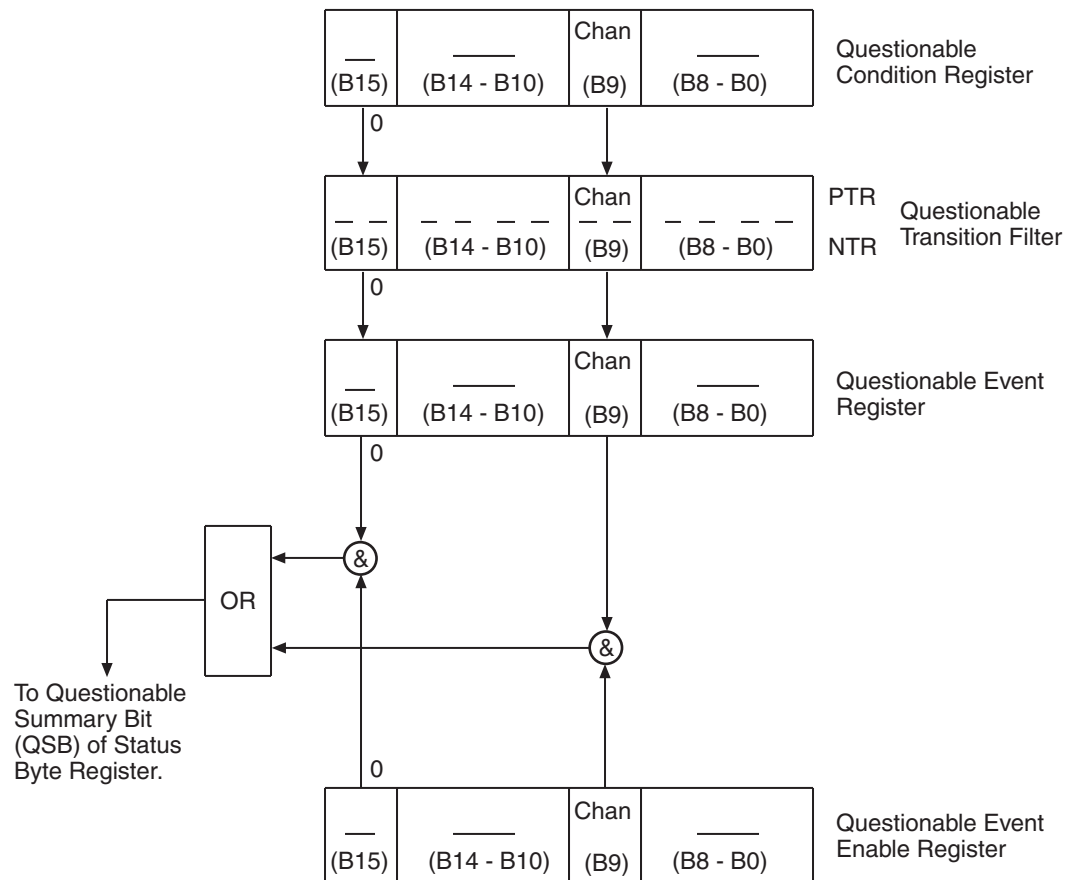 Chan
(B15) (B14 - B10) (B9) (B8 - B0)
Questionable
Condition Register
0
Chan
(B15) (B14 - B10) (B9) (B8 - B0)
PTR
NTR
Questionable
Transition Filter
0
Chan
(B15) (B14 - B10) (B9) (B8 - B0)
Questionable Event
Register
0
&
OR
&
To Questionable
Summary Bit
(QSB) of Status
Byte Register.
0
Chan
(B15) (B14 - B10) (B9) (B8 - B0)
Questionable Event
Enable Register